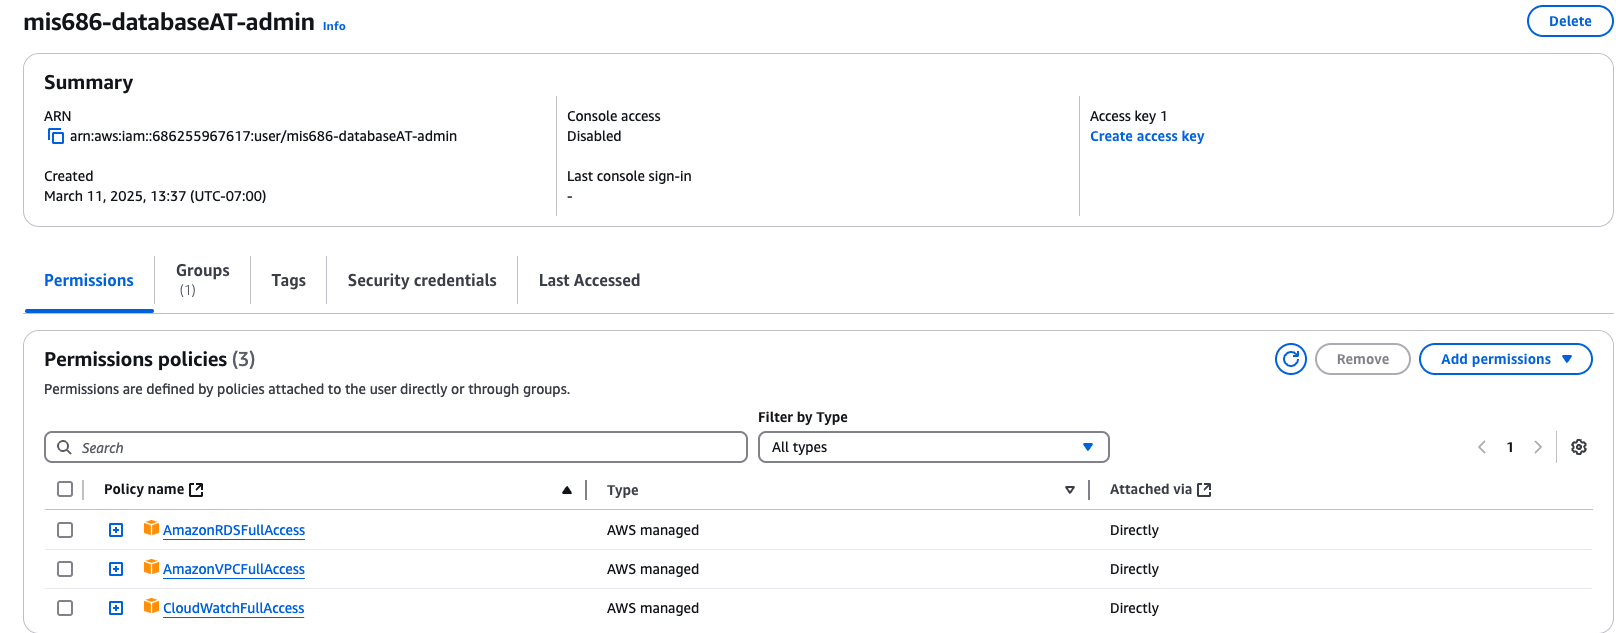 mis686-databaseAT-admin Info
Delete
Summary
ARN
arn:aws:iam::686255967617:user/mis686-databaseAT-admin
Created
March 11, 2025, 13:37 (UTC-07:00)
Console access
Disabled
Last console sign-in
-
Access key 1
Create access key
Permissions
Groups
(1)
Tags
Security credentials
Last Accessed
Permissions policies (3)
Remove
Add permissions
Permissions are defined by policies attached to the user directly or through groups.
Filter by Type
Search
All types
1
Policy name
Type
Attached via
AmazonRDSFullAccess
AWS managed
Directly
AmazonVPCFullAccess
AWS managed
Directly
CloudWatchFullAccess
AWS managed
Directly